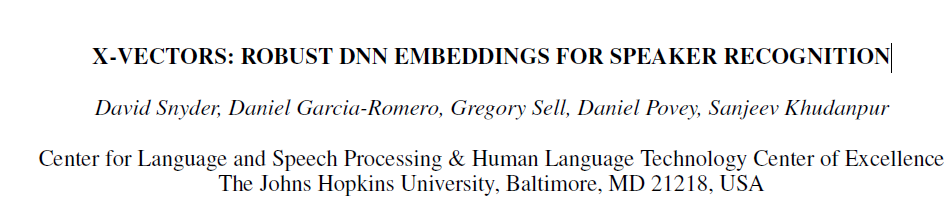 X-VECTORS: ROBUST DNN EMBEDDINGS FOR SPEAKER RECOGNITION
David Snyder, Daniel Garcia-Romero, Gregory Sell, Daniel Povey, Sanjeev Khudanpur
Center for Language and Speech Processing & Human Language Technology Center of Excellence
The Johns Hopkins University, Baltimore, MD 21218, USA